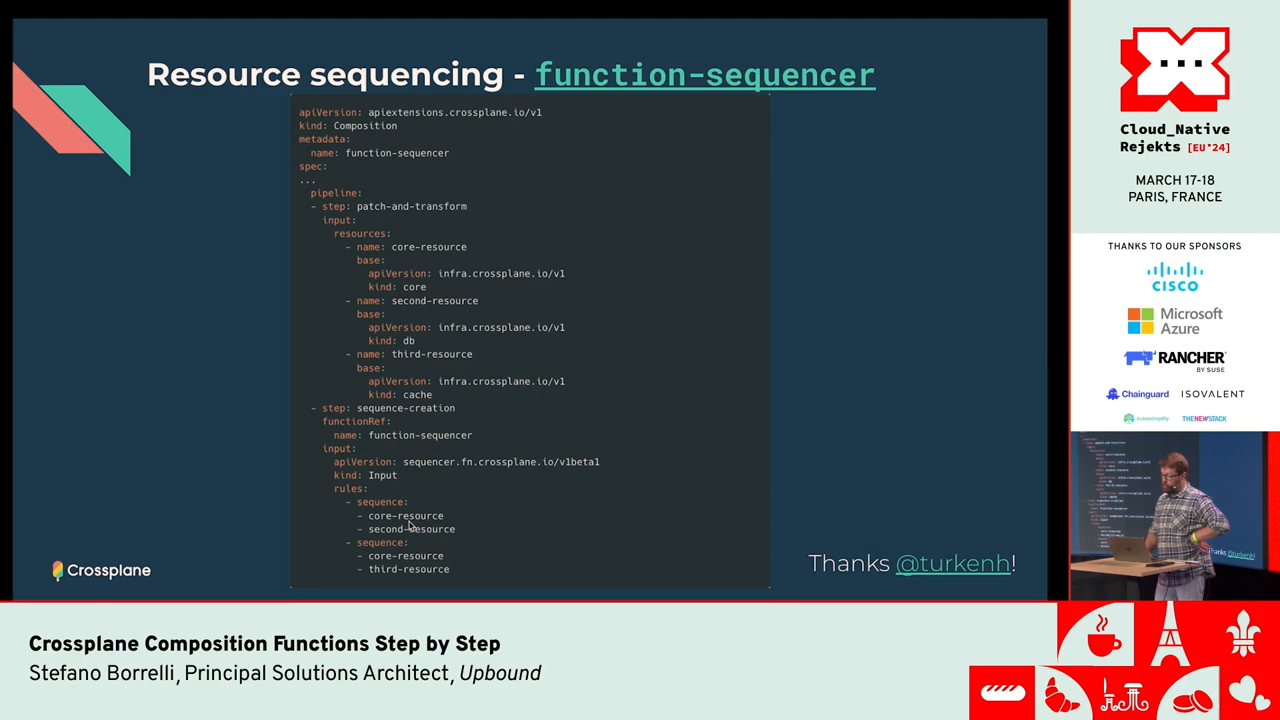 Resource sequencing - function-sequencer
apiVersion: apiextensions.crossplane.io/v1
kind: Composition
metadata:
  name: function-sequencer
spec:
...
  pipeline:
  - step: patch-and-transform
    input:
      resources:
        - name: core-resource
          base:
            apiVersion: infra.crossplane.io/v1
            kind: core
        - name: second-resource
          base:
            apiVersion: infra.crossplane.io/v1
            kind: db
        - name: third-resource
          base:
            apiVersion: infra.crossplane.io/v1
            kind: cache
  - step: sequence-creation
    functionRef:
      name: function-sequencer
    input:
      apiVersion: sequencer.fn.crossplane.io/v1beta1
      kind: Input
      rules:
        - sequence:
          - core-resource
          - second-resource
        - sequence:
          - core-resource
          - third-resource
Crossplane
Thanks @turkenh!
Cloud_Native
Rejekts [EU'24]
MARCH 17-18
PARIS, FRANCE
THANKS TO OUR SPONSORS
CISCO
Microsoft
Azure
RANCHER
BY SUSE
Chainguard ISOVALENT
kubesimplify THENEWSTACK
Thanks @turkenh!
Crossplane Composition Functions Step by Step
Stefano Borrelli, Principal Solutions Architect, Upbound